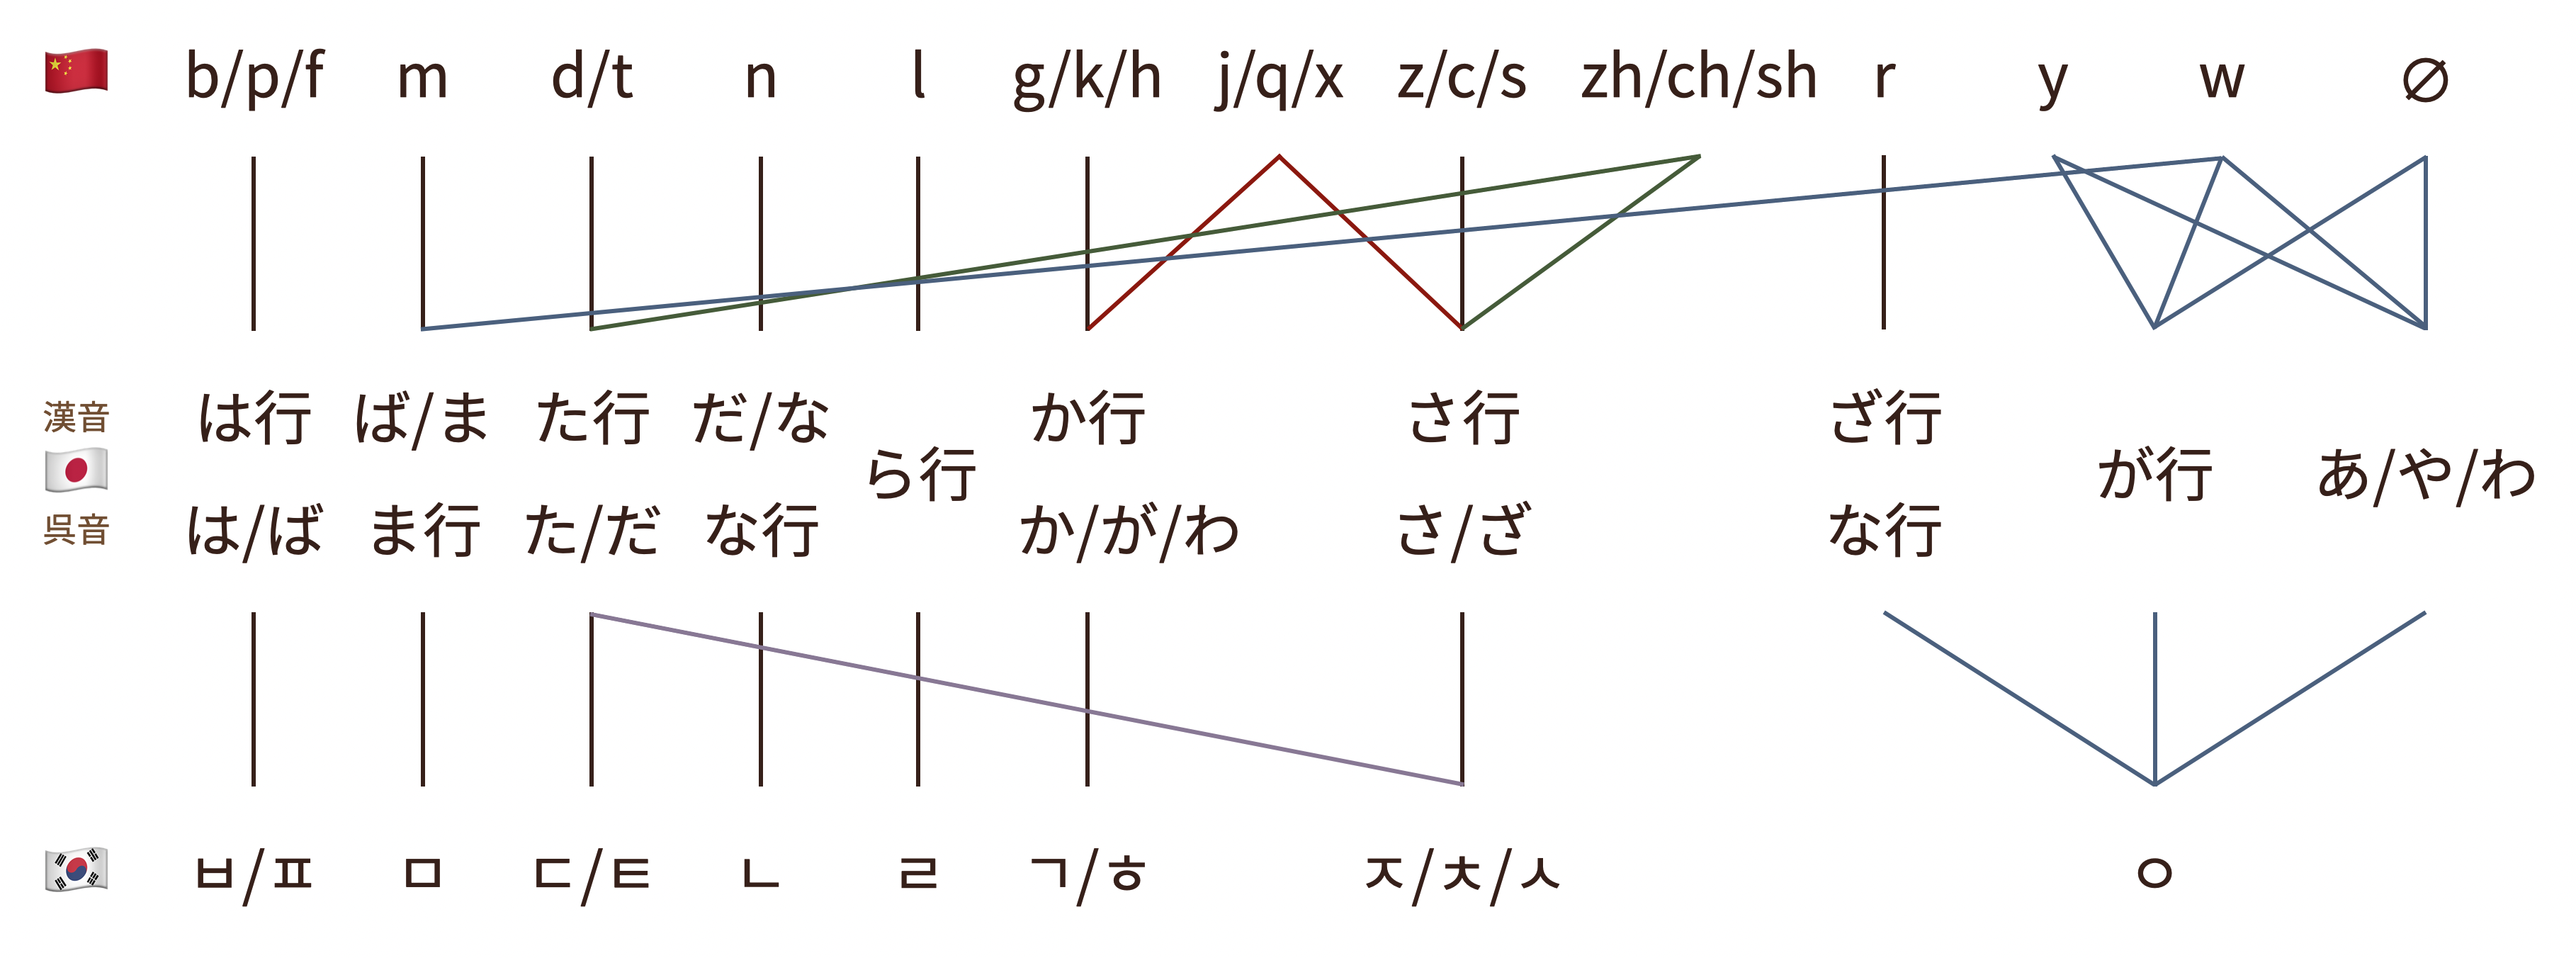 b/p/f m d/t n l g/k/h j/q/x z/c/s zh/ch/sh r y w ∅
漢音 は行 ば/ま た行 だ/な か行 さ行 ざ行
ら行 が行 あ/や/わ
呉音 は/ば ま行 た/だ な行 か/が/わ さ/ざ な行
ㅂ/ㅍ ㅁ ㄷ/ㅌ ㄴ ㄹ ㄱ/ㅎ ㅈ/ㅊ/ㅅ ㅇ